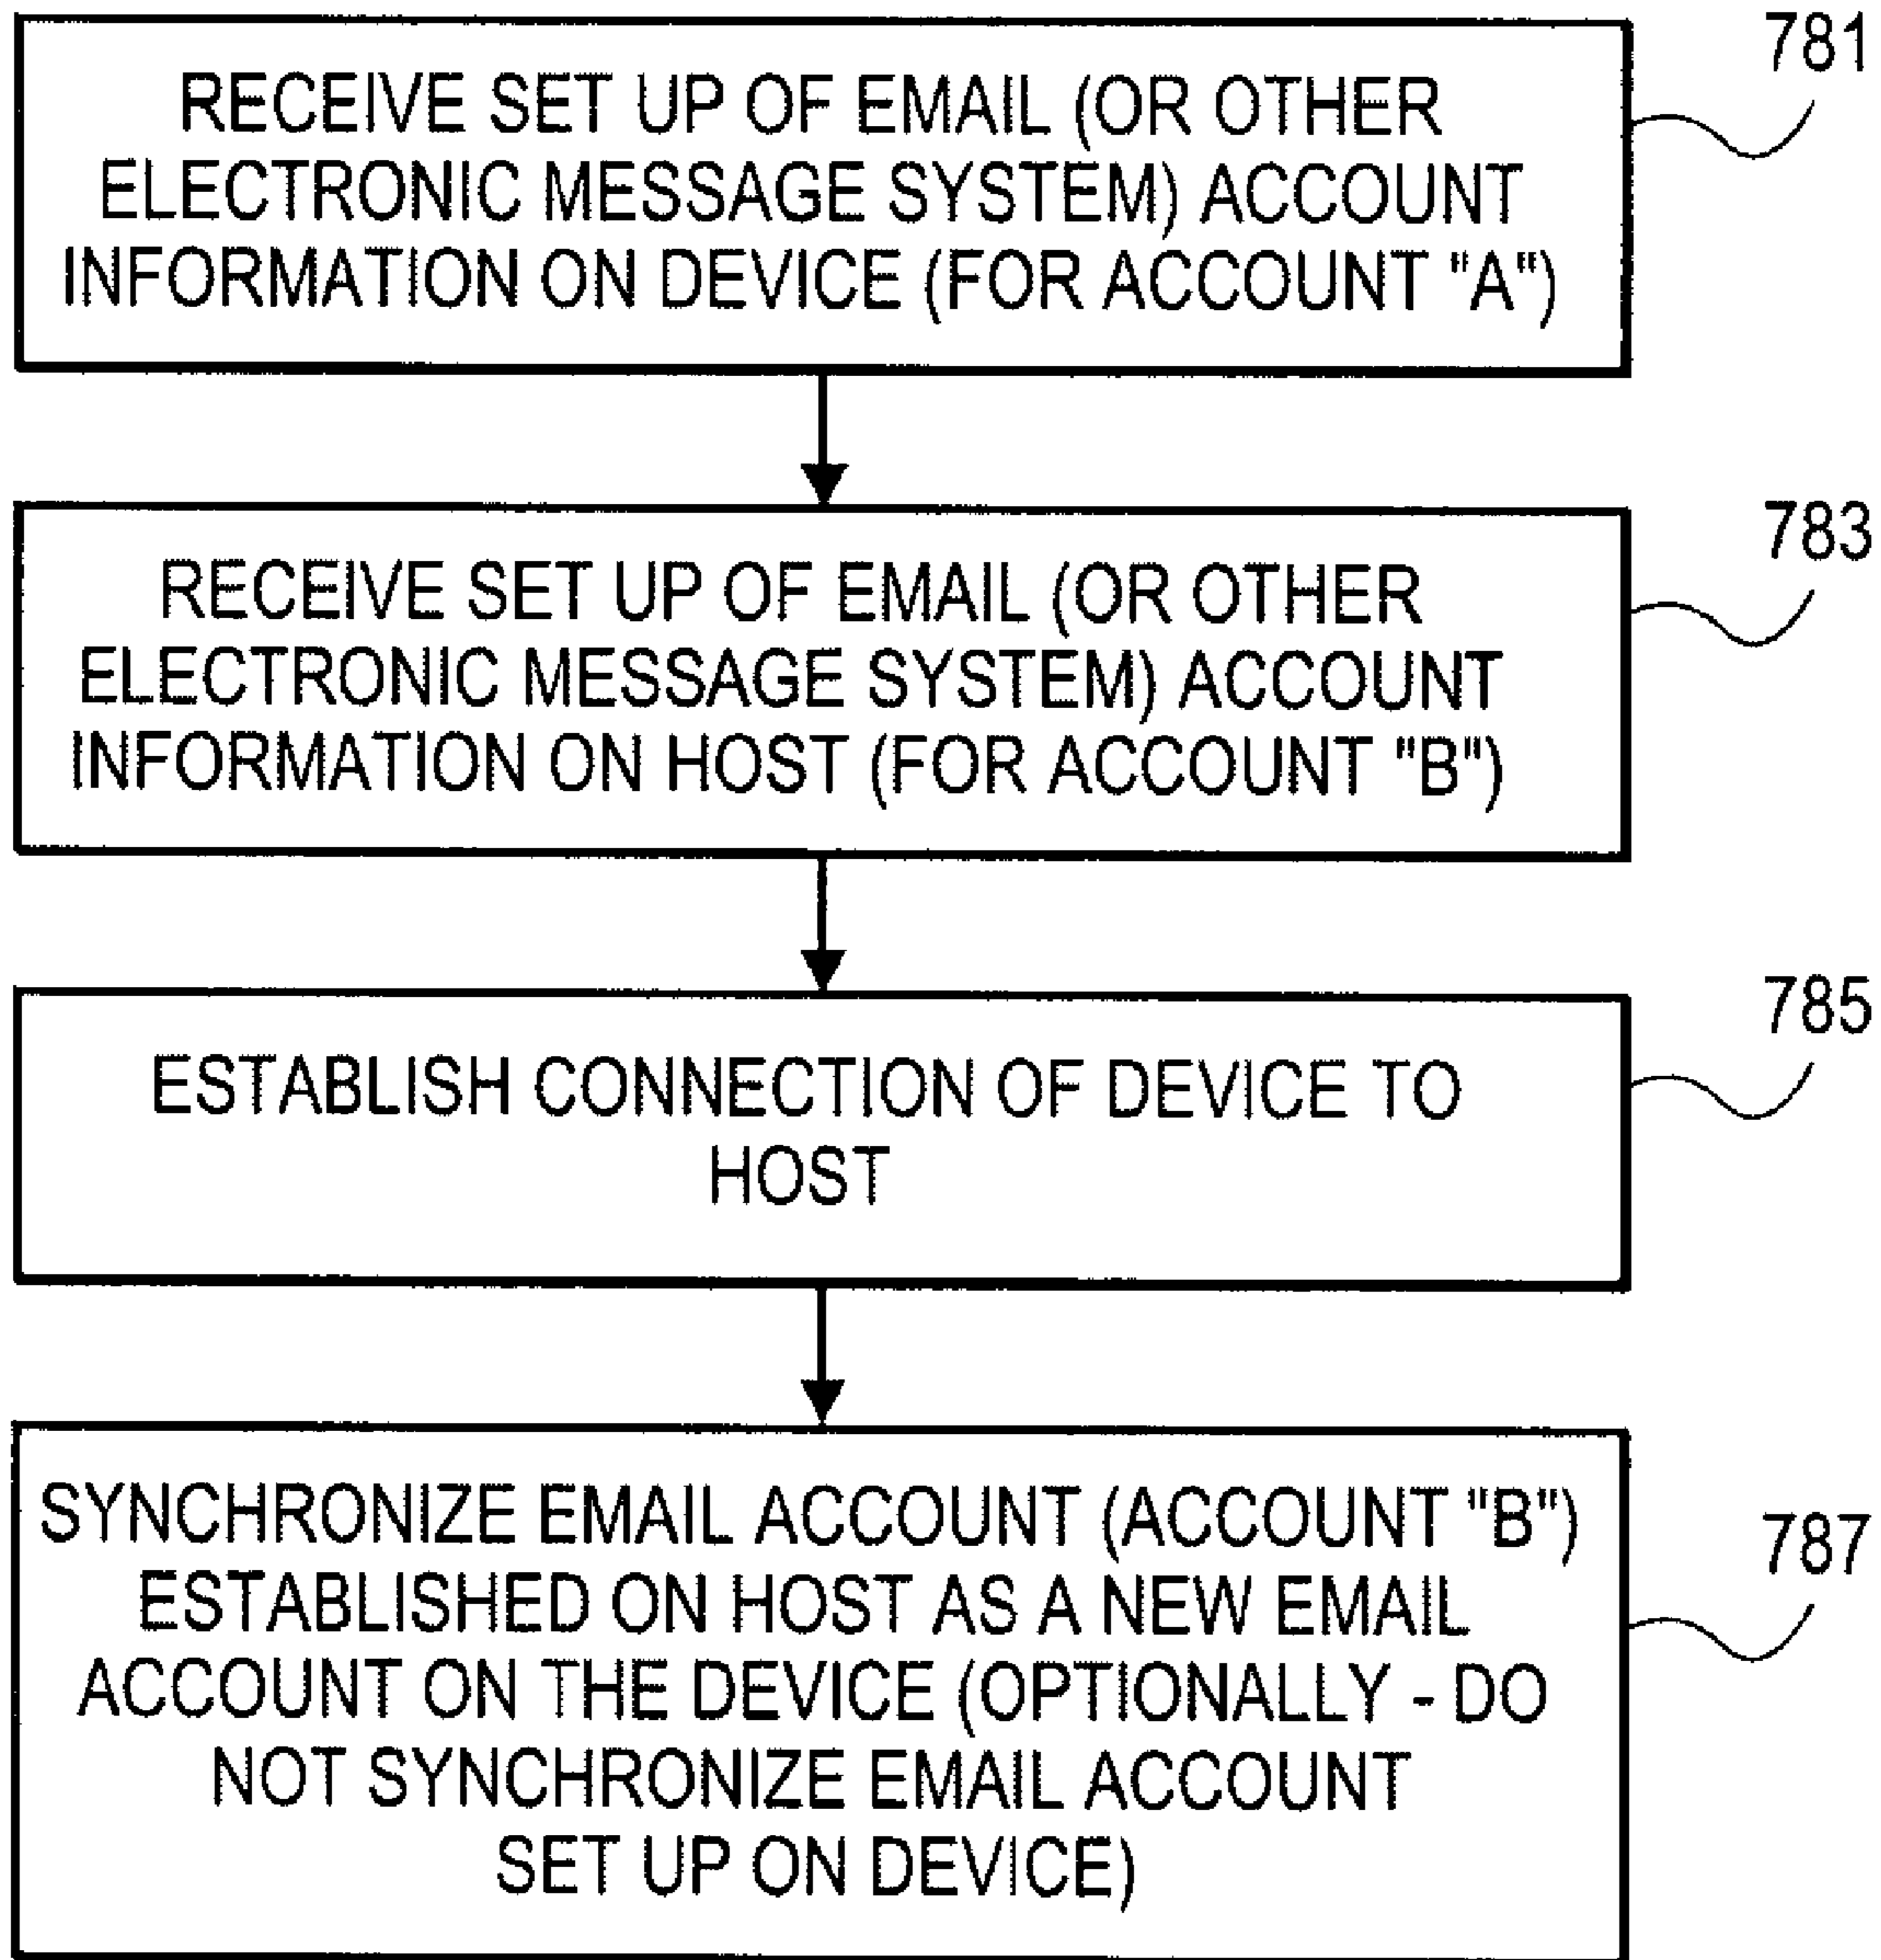 RECEIVE SET UP OF EMAIL (OR OTHER
ELECTRONIC MESSAGE SYSTEM) ACCOUNT
INFORMATION ON DEVICE (FOR ACCOUNT "A")
781
RECEIVE SET UP OF EMAIL (OR OTHER
ELECTRONIC MESSAGE SYSTEM) ACCOUNT
INFORMATION ON HOST (FOR ACCOUNT "B")
783
ESTABLISH CONNECTION OF DEVICE TO
HOST
785
SYNCHRONIZE EMAIL ACCOUNT (ACCOUNT "B")
ESTABLISHED ON HOST AS A NEW EMAIL
ACCOUNT ON THE DEVICE (OPTIONALLY - DO
NOT SYNCHRONIZE EMAIL ACCOUNT
SET UP ON DEVICE)
787